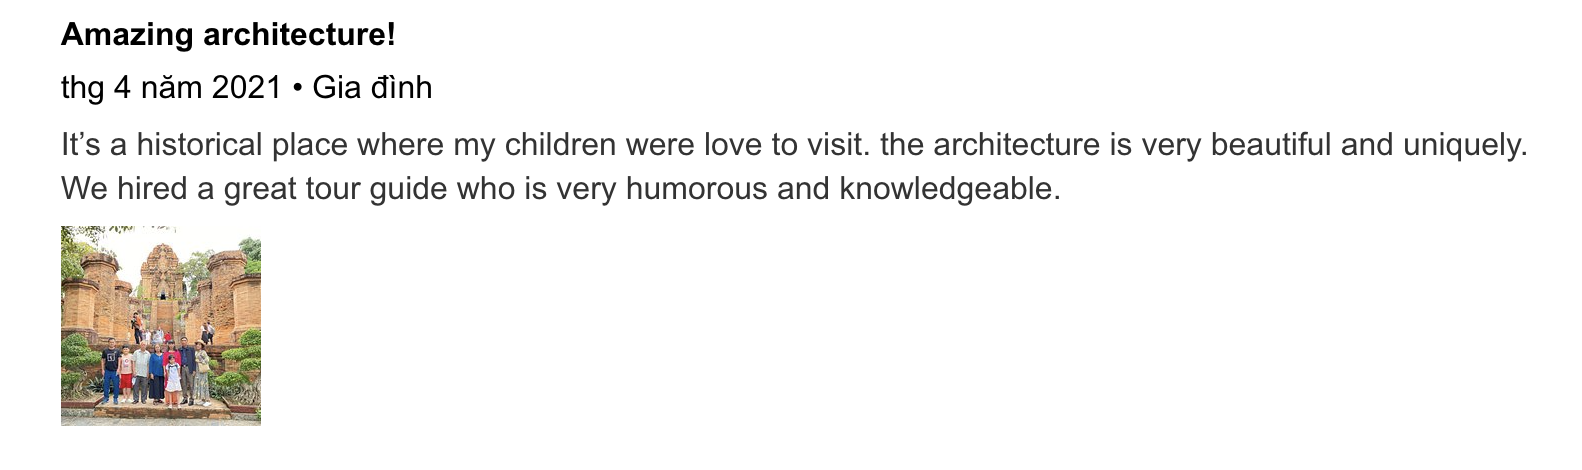 Amazing architecture!
thg 4 năm 2021 • Gia đình
It’s a historical place where my children were love to visit. the architecture is very beautiful and uniquely.
We hired a great tour guide who is very humorous and knowledgeable.